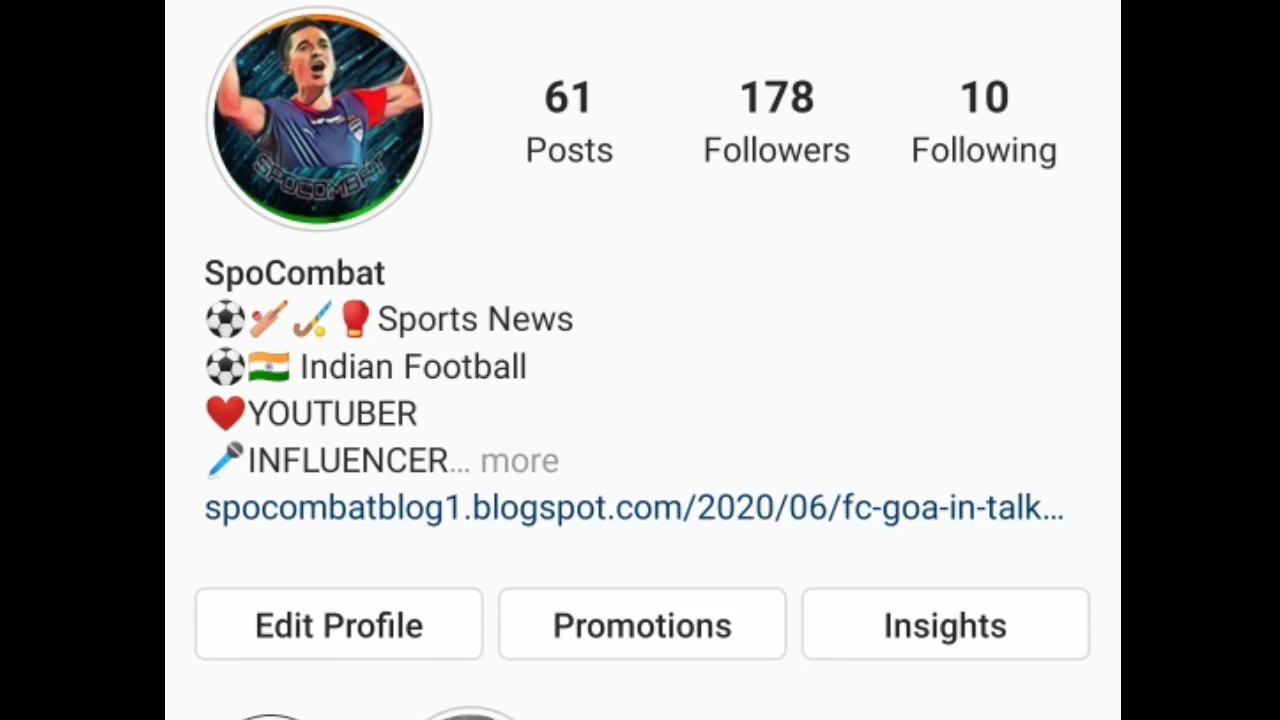 61 178 10
Posts Followers Following
SPOCOMBAT
SpoCombat
⚽🏏🏑🥊Sports News
⚽🇮🇳 Indian Football
❤️YOUTUBER
🎤INFLUENCER... more
spocombatblog1.blogspot.com/2020/06/fc-goa-in-talk...
Edit Profile Promotions Insights